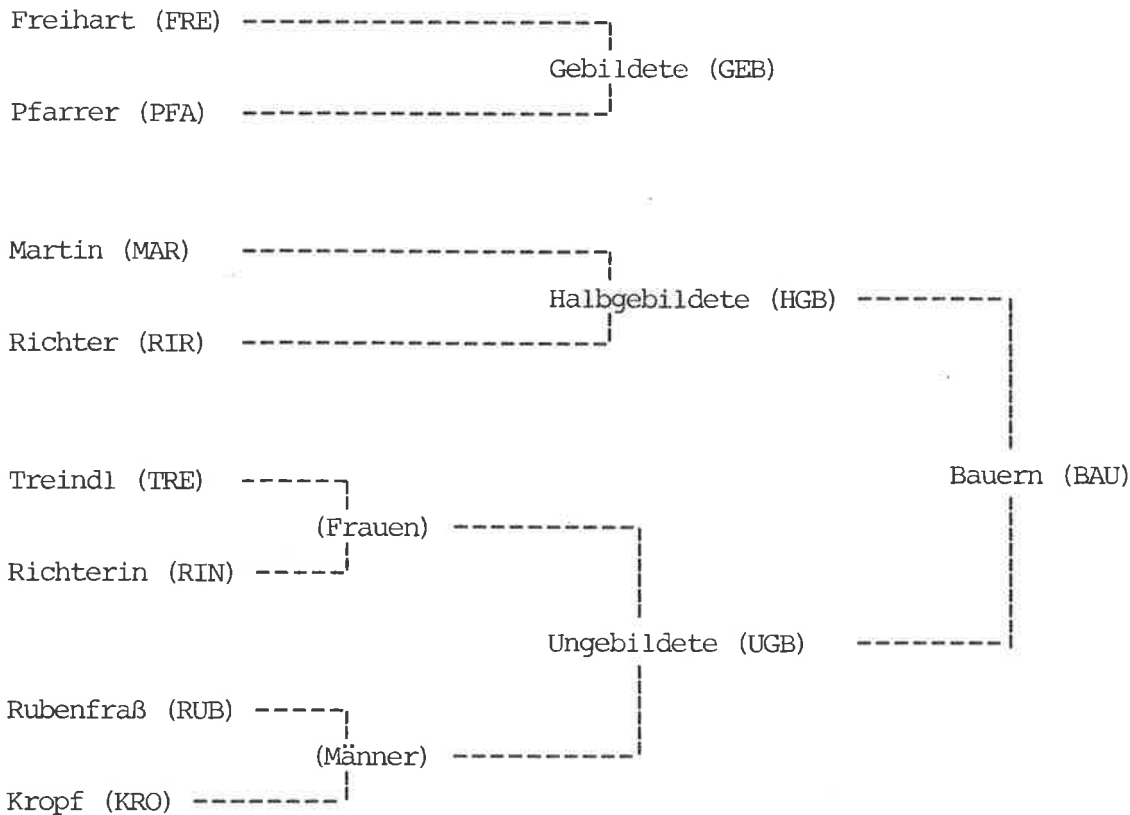 Freihart (FRE)
Gebildete (GEB)
Pfarrer (PFA)
Martin (MAR)
Halbgebildete (HGB)
Richter (RIR)
Treindl (TRE)
Bauern (BAU)
(Frauen)
Richterin (RIN)
Ungebildete (UGB)
Rubenfraß (RUB)
(Männer)
Kropf (KRO)